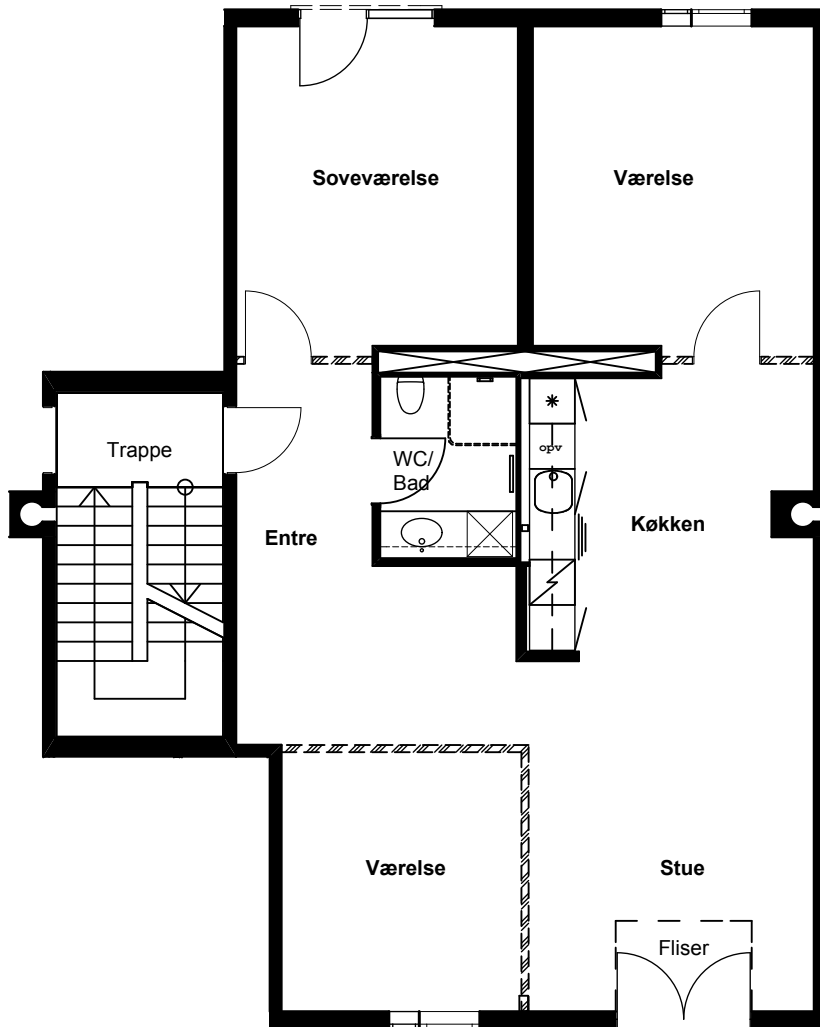 Soveværelse
Værelse
Trappe
WC/
Bad
opv
Entre
Køkken
Værelse
Stue
Fliser